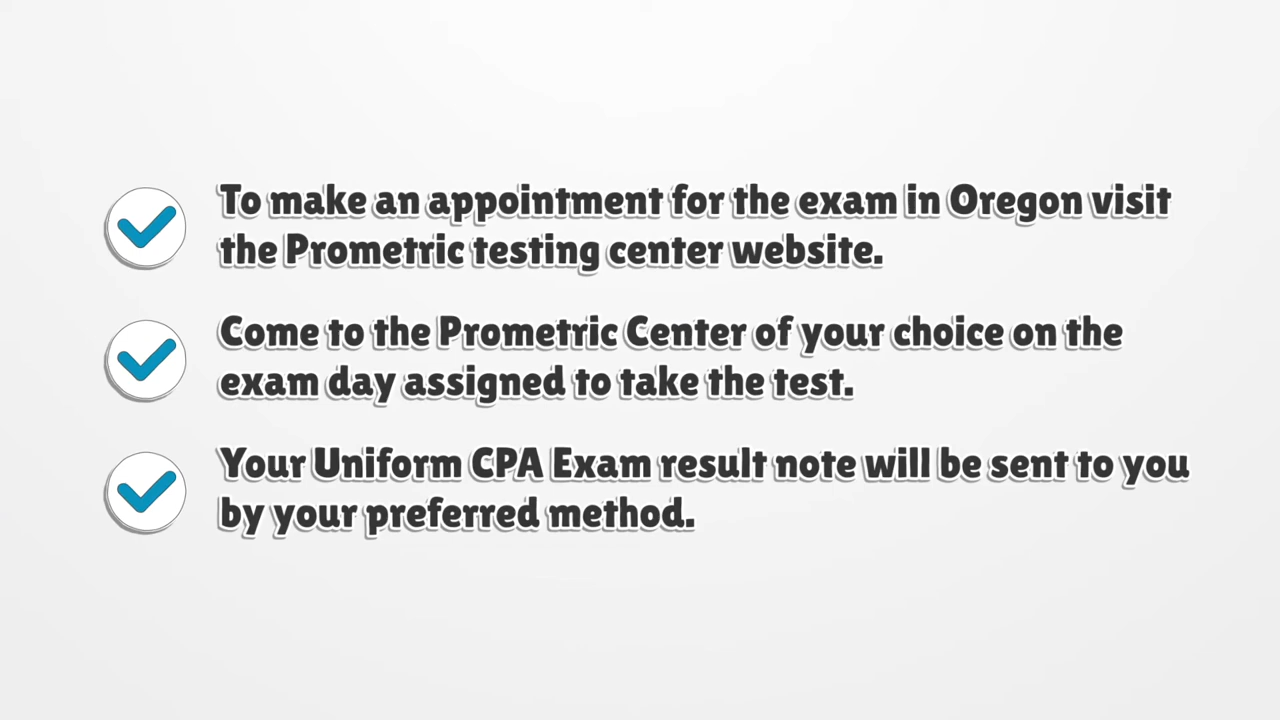 To make an appointment for the exam in Oregon visit
the Prometric testing center website.
Come to the Prometric Center of your choice on the
exam day assigned to take the test.
Your Uniform CPA Exam result note will be sent to you
by your preferred method.